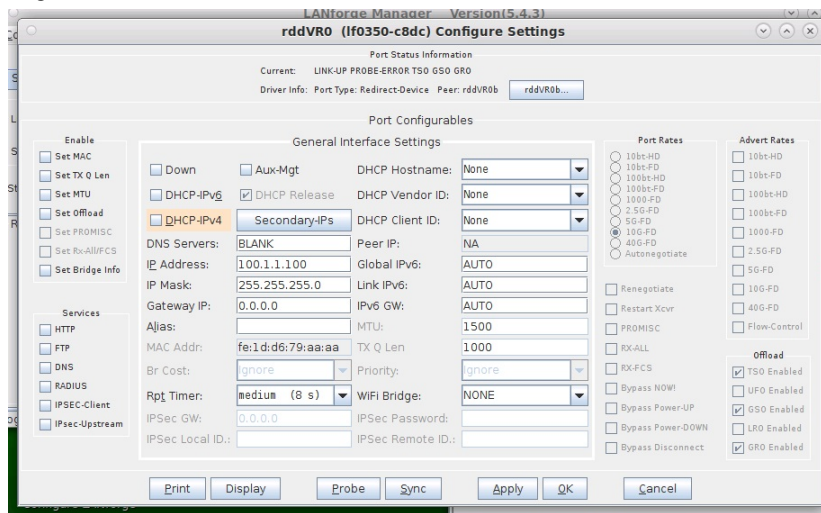 LANforge Manager Version(5.4.3)
rddVR0 (lf0350-c8dc) Configure Settings
Port Status Information
Current: LINK-UP PROBE-ERROR TSO GSO GRO
Driver Info: Port Type: Redirect-Device Peer: rddVR0b rddVR0b...
Port Configurables
Enable
Set MAC
Set TX Q Len
Set MTU
Set Offload
Set PROMISC
Set Rx-All/FCS
Set Bridge Info
Services
HTTP
FTP
DNS
RADIUS
IPSEC-Client
IPsec-Upstream
General Interface Settings
Down Aux-Mgt DHCP Hostname: None
DHCP-IPv6 DHCP Release DHCP Vendor ID: None
DHCP-IPv4 Secondary-IPs DHCP Client ID: None
DNS Servers: BLANK Peer IP: NA
IP Address: 100.1.1.100 Global IPv6: AUTO
IP Mask: 255.255.255.0 Link IPv6: AUTO
Gateway IP: 0.0.0.0 IPv6 GW: AUTO
Alias: MTU: 1500
MAC Addr: fe:1d:d6:79:aa:aa TX Q Len 1000
Br Cost: Ignore Priority: Ignore
Rpt Timer: medium (8 s) WiFi Bridge: NONE
IPSec GW: 0.0.0.0 IPSec Password:
IPSec Local ID.: IPSec Remote ID.:
Port Rates
10bt-HD
10bt-FD
100bt-HD
100bt-FD
1000-FD
2.5G-FD
5G-FD
10G-FD
40G-FD
Autonegotiate
Renegotiate
Restart Xcvr
PROMISC
RX-ALL
RX-FCS
Bypass NOW!
Bypass Power-UP
Bypass Power-DOWN
Bypass Disconnect
Advert Rates
10bt-HD
10bt-FD
100bt-HD
100bt-FD
1000-FD
2.5G-FD
5G-FD
10G-FD
40G-FD
Flow-Control
Offload
TSO Enabled
UFO Enabled
GSO Enabled
LRO Enabled
GRO Enabled
Print Display Probe Sync Apply OK Cancel